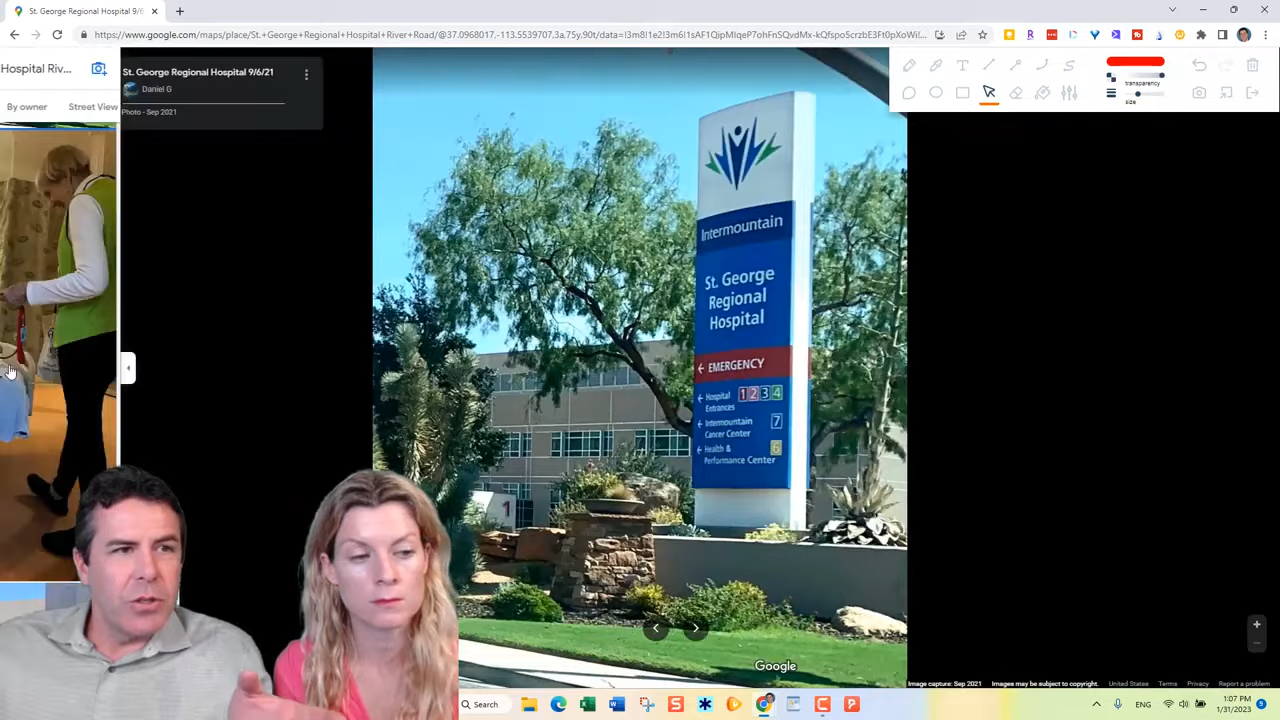 St. George Regional Hospital 9/6
https://www.google.com/maps/place/St.+George+Regional+Hospital+River+Road/@37.0968017,-113.5539707,3a,75y,90t/data=
Hospital Riv...
By owner
Street View
St. George Regional Hospital 9/6/21
Daniel G
Photo - Sep 2021
transparency
size
Intermountain
St. George
Regional
Hospital
EMERGENCY
Hospital
Entrances
1 2 3 4
Intermountain
Cancer Center
7
Health &
Performance Center
6
1
Google
Image capture: Sep 2021
Images may be subject to copyright.
United States
Terms
Privacy
Report a problem
Search
ENG
1:07 PM
1/31/2023